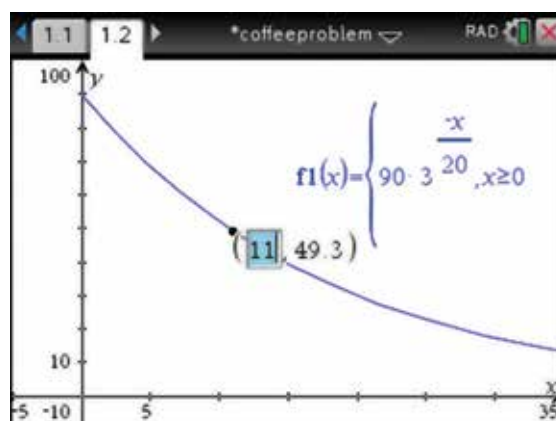 1.1 1.2 *coffeeproblem RAD
100 y
f1(x)={90·3^(-x/20), x≥0
(11, 49.3)
10
x
-5 -10 5 35